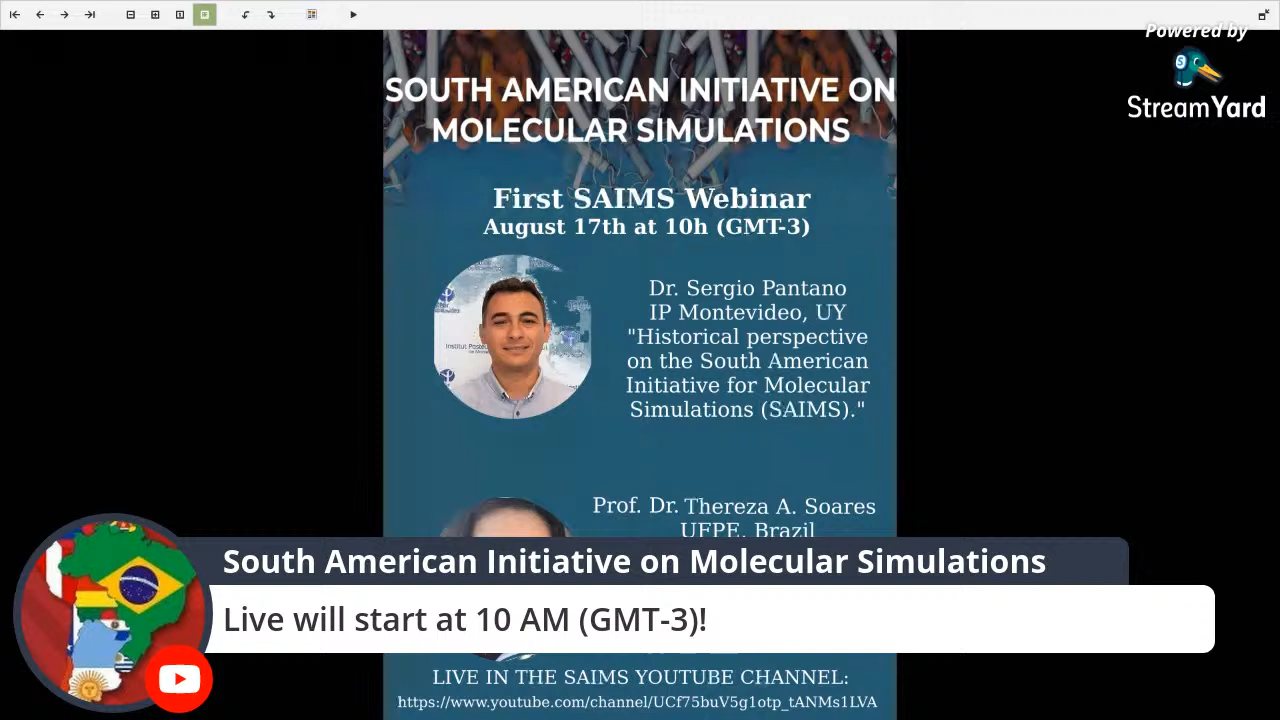 Powered by
StreamYard
SOUTH AMERICAN INITIATIVE ON
MOLECULAR SIMULATIONS
First SAIMS Webinar
August 17th at 10h (GMT-3)
Dr. Sergio Pantano
IP Montevideo, UY
"Historical perspective
on the South American
Initiative for Molecular
Simulations (SAIMS)."
Prof. Dr. Thereza A. Soares
UFPE, Brazil
South American Initiative on Molecular Simulations
Live will start at 10 AM (GMT-3)!
LIVE IN THE SAIMS YOUTUBE CHANNEL:
https://www.youtube.com/channel/UCf75buV5g1otp_tANMs1LVA